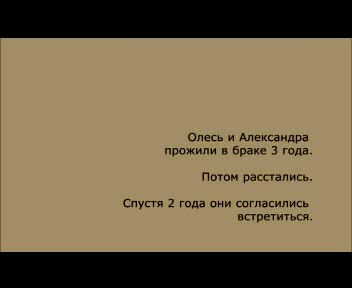 Олесь и Александра
прожили в браке 3 года.
Потом расстались.
Спустя 2 года они согласились
встретиться.